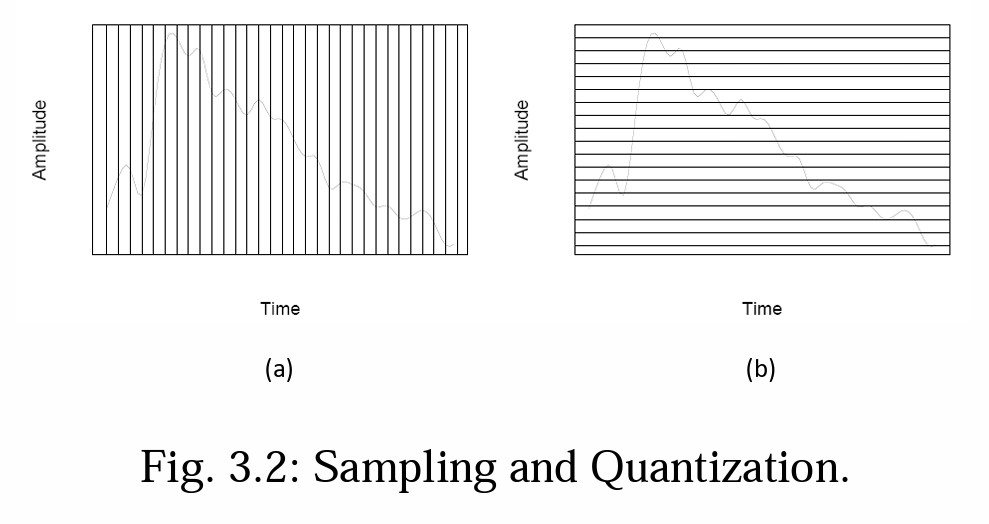 Amplitude
Time
(a)
Amplitude
Time
(b)
Fig. 3.2: Sampling and Quantization.